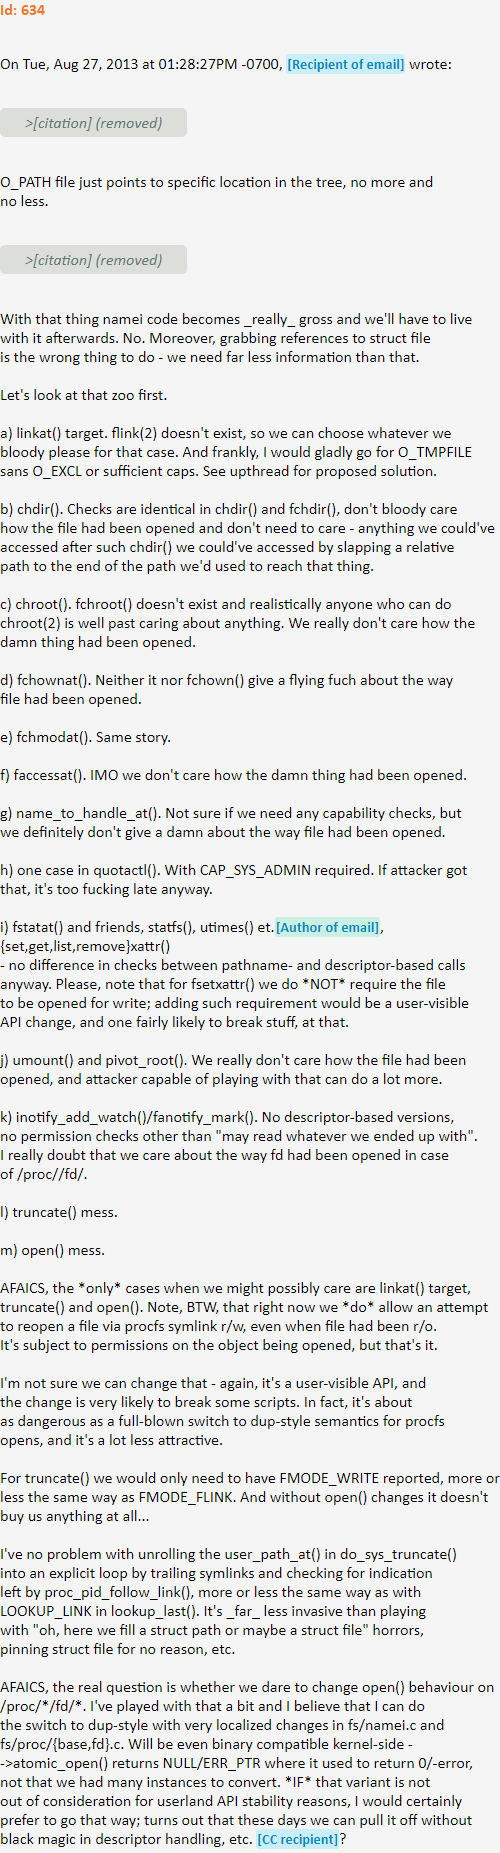 Id: 634
On Tue, Aug 27, 2013 at 01:28:27PM -0700, [Recipient of email] wrote:
>[citation] (removed)
O_PATH file just points to specific location in the tree, no more and
no less.
>[citation] (removed)
With that thing namei code becomes _really_ gross and we'll have to live
with it afterwards. No. Moreover, grabbing references to struct file
is the wrong thing to do - we need far less information than that.
Let's look at that zoo first.
a) linkat() target. flink(2) doesn't exist, so we can choose whatever we
bloody please for that case. And frankly, I would gladly go for O_TMPFILE
sans O_EXCL or sufficient caps. See upthread for proposed solution.
b) chdir(). Checks are identical in chdir() and fchdir(), don't bloody care
how the file had been opened and don't need to care - anything we could've
accessed after such chdir() we could've accessed by slapping a relative
path to the end of the path we'd used to reach that thing.
c) chroot(). fchroot() doesn't exist and realistically anyone who can do
chroot(2) is well past caring about anything. We really don't care how the
damn thing had been opened.
d) fchownat(). Neither it nor fchown() give a flying fuch about the way
file had been opened.
e) fchmodat(). Same story.
f) faccessat(). IMO we don't care how the damn thing had been opened.
g) name_to_handle_at(). Not sure if we need any capability checks, but
we definitely don't give a damn about the way file had been opened.
h) one case in quotactl(). With CAP_SYS_ADMIN required. If attacker got
that, it's too fucking late anyway.
i) fstatat() and friends, statfs(), utimes() et.[Author of email],
{set,get,list,remove}xattr()
- no difference in checks between pathname- and descriptor-based calls
anyway. Please, note that for fsetxattr() we do *NOT* require the file
to be opened for write; adding such requirement would be a user-visible
API change, and one fairly likely to break stuff, at that.
j) umount() and pivot_root(). We really don't care how the file had been
opened, and attacker capable of playing with that can do a lot more.
k) inotify_add_watch()/fanotify_mark(). No descriptor-based versions,
no permission checks other than "may read whatever we ended up with".
I really doubt that we care about the way fd had been opened in case
of /proc//fd/.
l) truncate() mess.
m) open() mess.
AFAICS, the *only* cases when we might possibly care are linkat() target,
truncate() and open(). Note, BTW, that right now we *do* allow an attempt
to reopen a file via procfs symlink r/w, even when file had been r/o.
It's subject to permissions on the object being opened, but that's it.
I'm not sure we can change that - again, it's a user-visible API, and
the change is very likely to break some scripts. In fact, it's about
as dangerous as a full-blown switch to dup-style semantics for procfs
opens, and it's a lot less attractive.
For truncate() we would only need to have FMODE_WRITE reported, more or
less the same way as FMODE_FLINK. And without open() changes it doesn't
buy us anything at all...
I've no problem with unrolling the user_path_at() in do_sys_truncate()
into an explicit loop by trailing symlinks and checking for indication
left by proc_pid_follow_link(), more or less the same way as with
LOOKUP_LINK in lookup_last(). It's _far_ less invasive than playing
with "oh, here we fill a struct path or maybe a struct file" horrors,
pinning struct file for no reason, etc.
AFAICS, the real question is whether we dare to change open() behaviour on
/proc/*/fd/*. I've played with that a bit and I believe that I can do
the switch to dup-style with very localized changes in fs/namei.c and
fs/proc/{base,fd}.c. Will be even binary compatible kernel-side -
->atomic_open() returns NULL/ERR_PTR where it used to return 0/-error,
not that we had many instances to convert. *IF* that variant is not
out of consideration for userland API stability reasons, I would certainly
prefer to go that way; turns out that these days we can pull it off without
black magic in descriptor handling, etc. [CC recipient]?